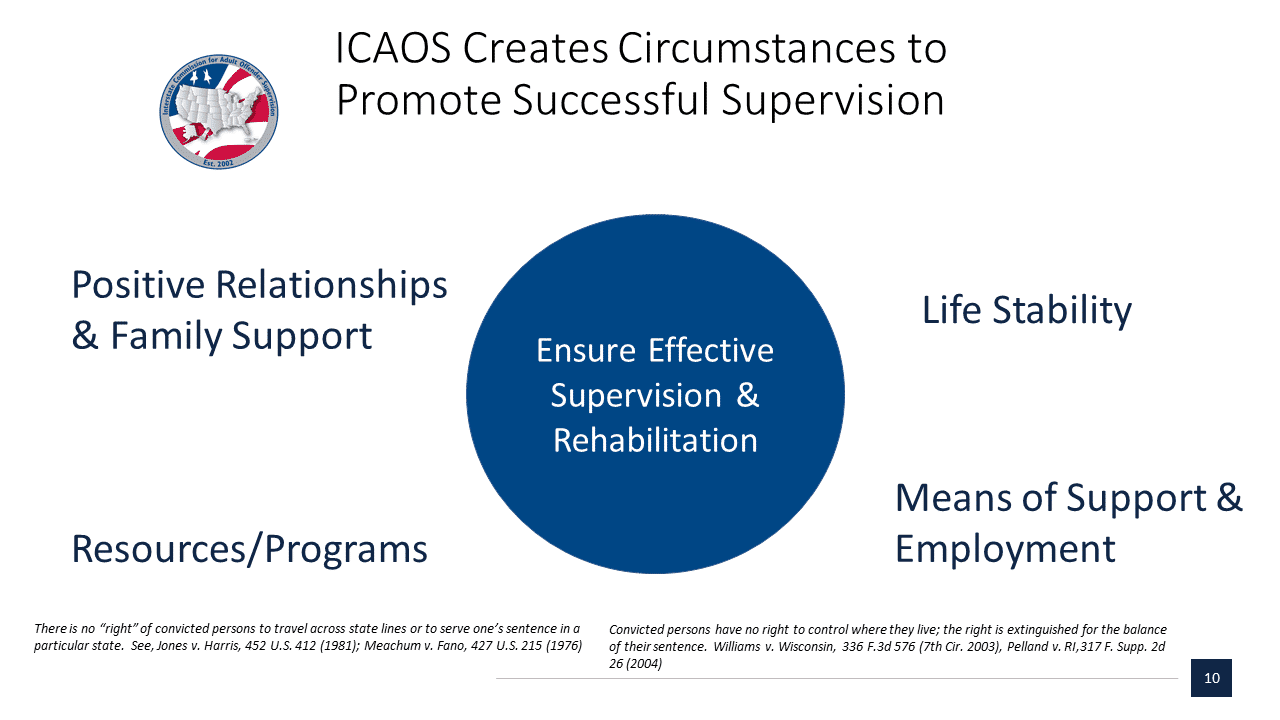 ICAOS Creates Circumstances to
Promote Successful Supervision
Interstate Commission for Adult Offender Supervision
Est. 2002
Positive Relationships
& Family Support
Life Stability
Ensure Effective
Supervision &
Rehabilitation
Resources/Programs
Means of Support &
Employment
There is no “right” of convicted persons to travel across state lines or to serve one’s sentence in a
particular state. See, Jones v. Harris, 452 U.S. 412 (1981); Meachum v. Fano, 427 U.S. 215 (1976)
Convicted persons have no right to control where they live; the right is extinguished for the balance
of their sentence. Williams v. Wisconsin, 336 F.3d 576 (7th Cir. 2003), Pelland v. RI,317 F. Supp. 2d
26 (2004)
10